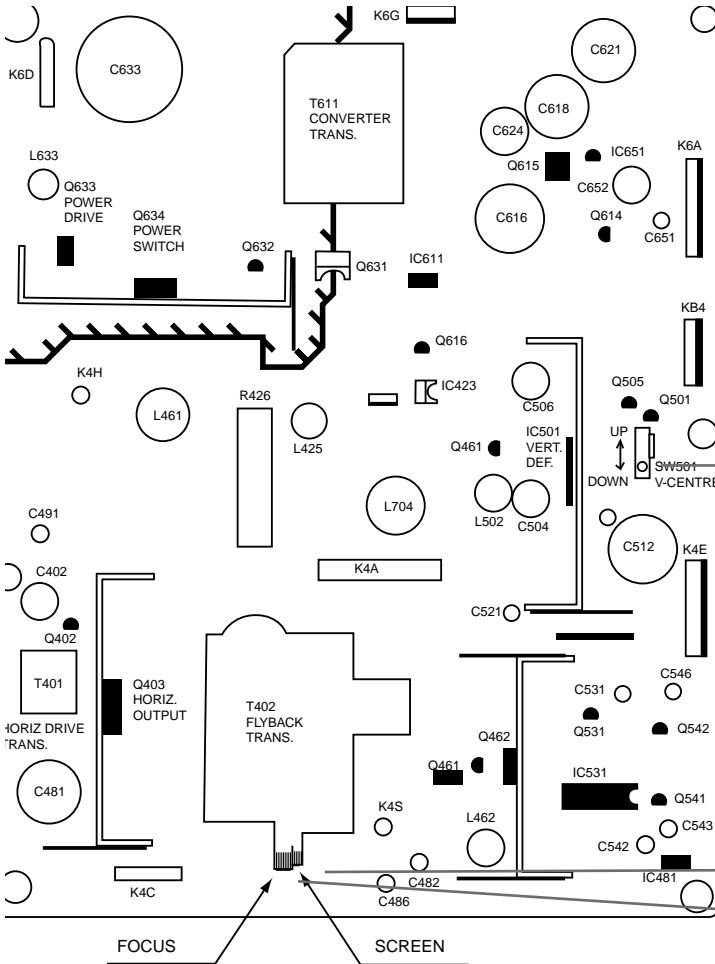 K6G
K6D
C633
C621
T611
CONVERTER
TRANS.
C618
C624
L633
Q633
POWER
DRIVE
Q634
POWER
SWITCH
Q615
IC651
C652
K6A
C616
Q614
C651
Q632
Q631
IC611
KB4
Q616
K4H
L461
R426
L425
IC423
C506
Q505
Q501
IC501
VERT.
DEF.
Q461
UP
DOWN
SW501
V-CENTRE
L704
L502
C504
C491
C512
K4E
K4A
C402
Q402
C521
T401
HORIZ DRIVE
TRANS.
Q403
HORIZ.
OUTPUT
T402
FLYBACK
TRANS.
C531
C546
Q531
Q542
Q462
Q461
IC531
Q541
C481
K4S
L462
C543
C542
IC481
K4C
C482
C486
FOCUS
SCREEN